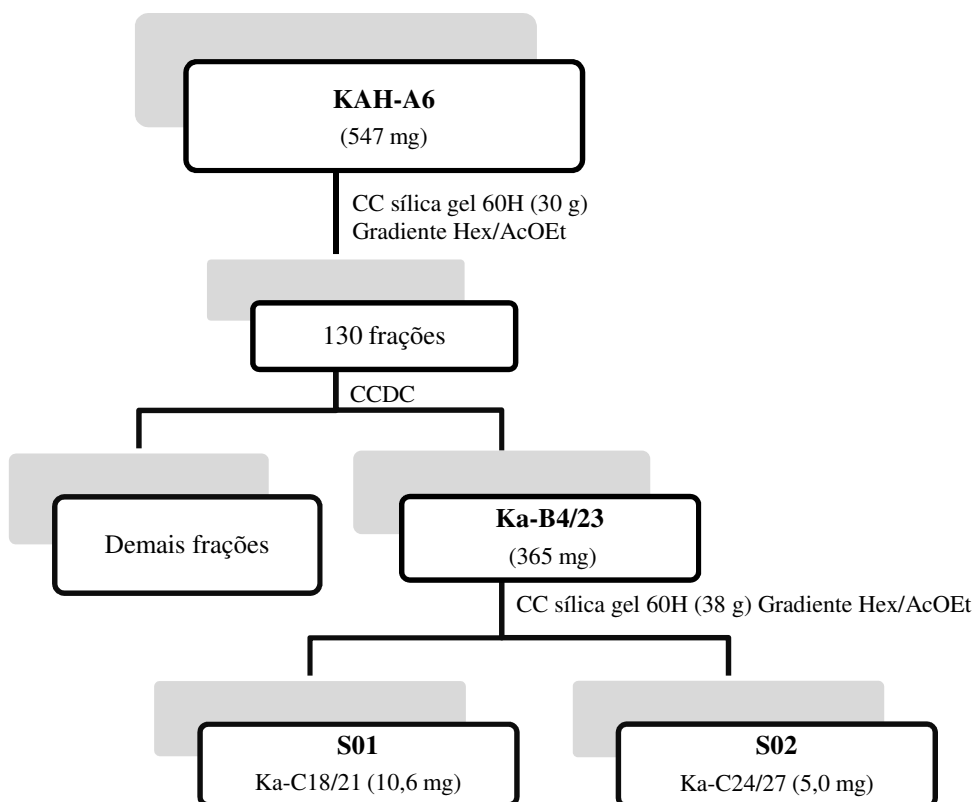 KAH-A6
(547 mg)
CC sílica gel 60H (30 g)
Gradiente Hex/AcOEt
130 frações
CCDC
Demais frações
Ka-B4/23
(365 mg)
CC sílica gel 60H (38 g) Gradiente Hex/AcOEt
S01
Ka-C18/21 (10,6 mg)
S02
Ka-C24/27 (5,0 mg)